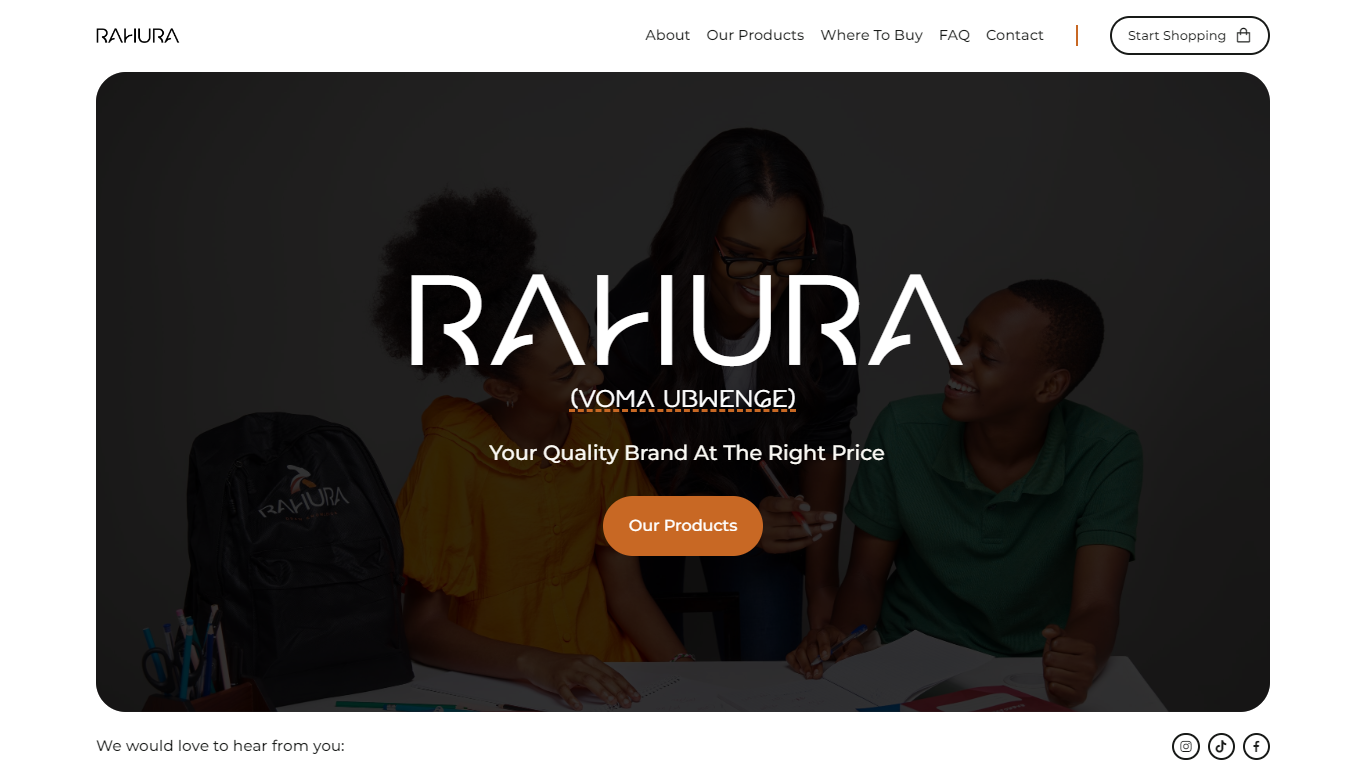 RAHURA
About Our Products Where To Buy FAQ Contact Start Shopping
RAHURA
(VOMA UBWENGE)
Your Quality Brand At The Right Price
RAHURA
Our Products
We would love to hear from you: